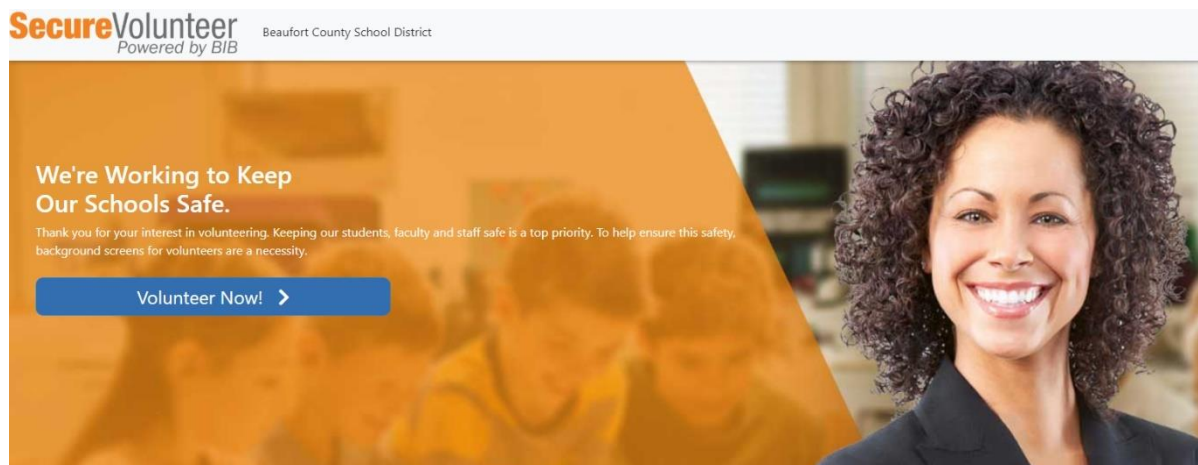 SecureVolunteer
Powered by BIB
Beaufort County School District
We're Working to Keep
Our Schools Safe.
Thank you for your interest in volunteering. Keeping our students, faculty and staff safe is a top priority. To help ensure this safety,
background screens for volunteers are a necessity.
Volunteer Now!